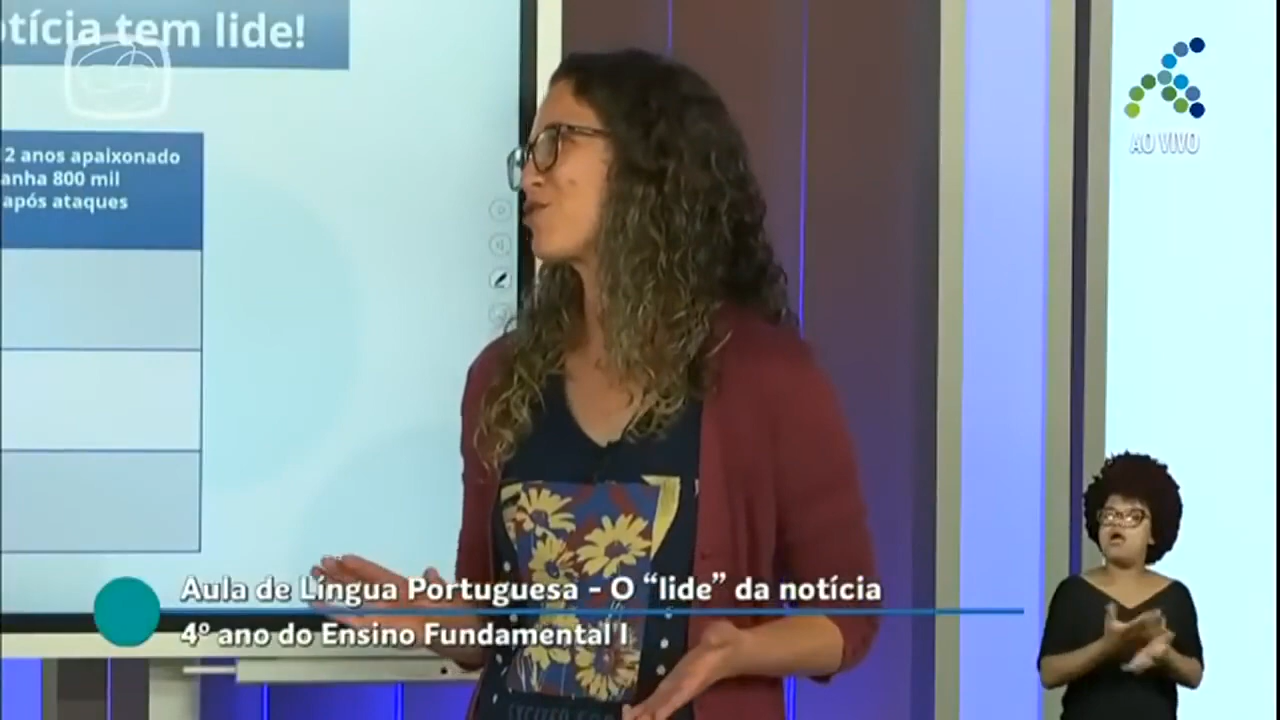 tícia tem lide!
2 anos apaixonado
anha 800 mil
após ataques
AO VIVO
Aula de Língua Portuguesa - O “lide” da notícia
4º ano do Ensino Fundamental I